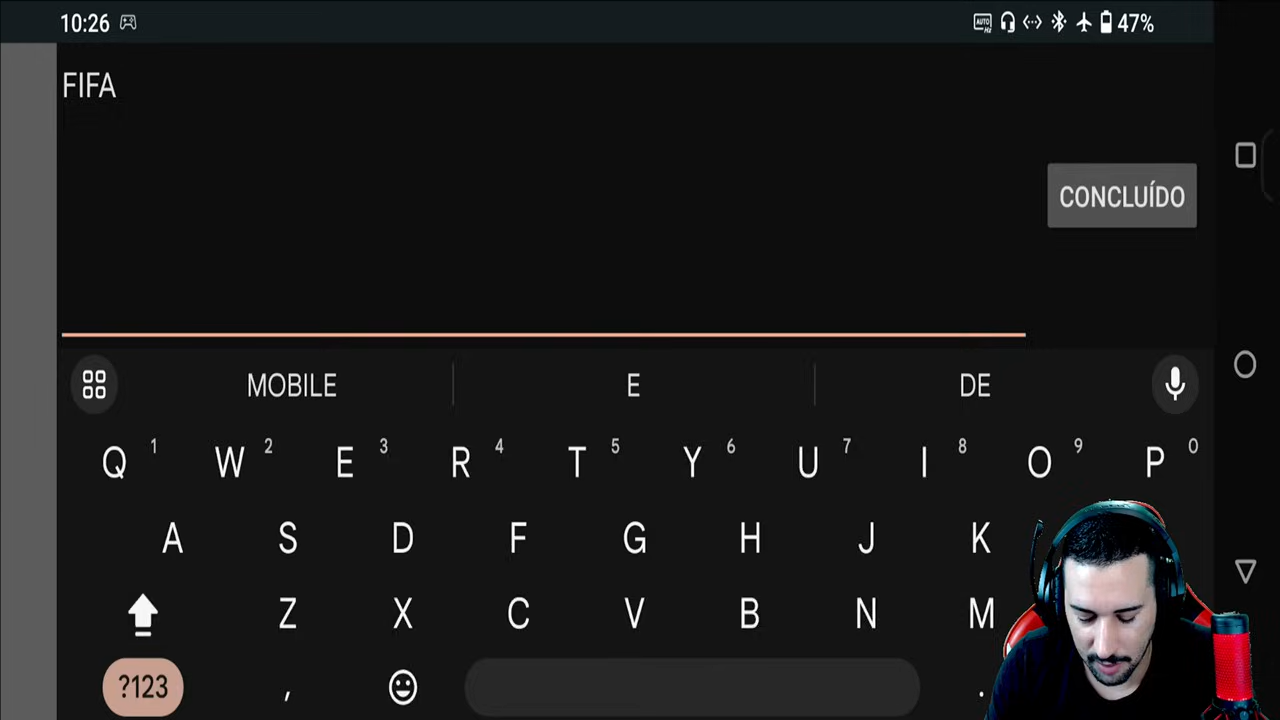 10:26 47%
FIFA
CONCLUÍDO
MOBILE E DE
Q 1 W 2 E 3 R 4 T 5 Y 6 U 7 I 8 O 9 P 0
A S D F G H J K
Z X C V B N M
?123 , .